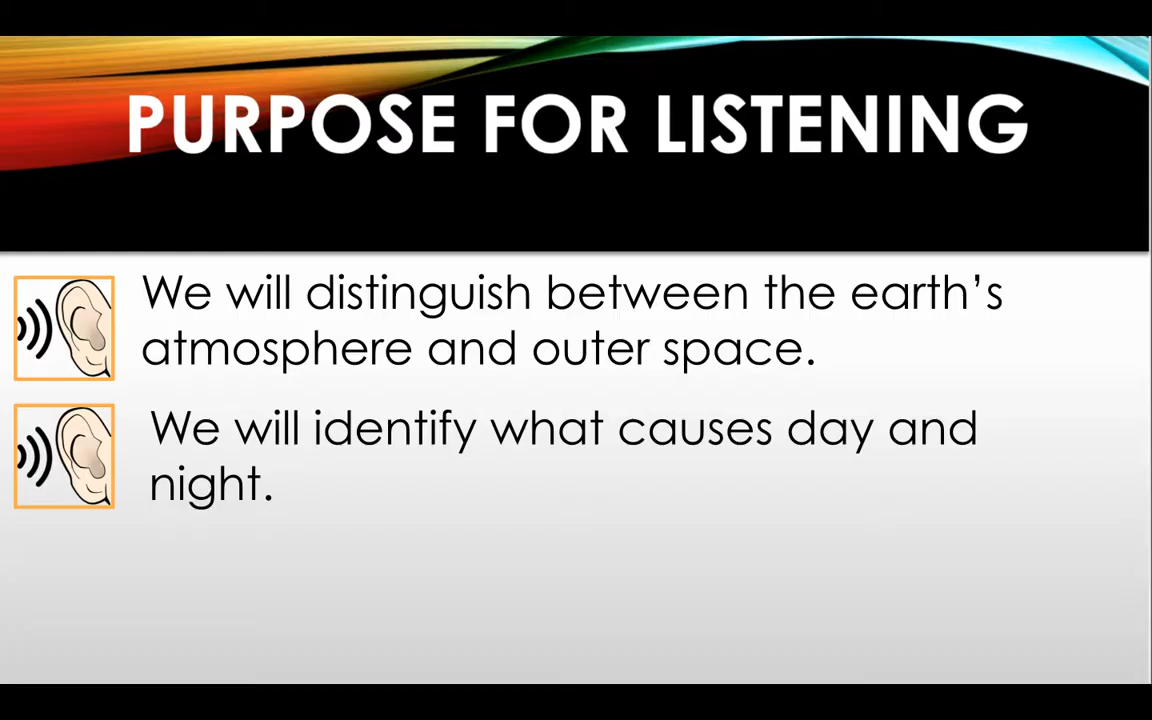 PURPOSE FOR LISTENING
We will distinguish between the earth’s
atmosphere and outer space.
We will identify what causes day and
night.